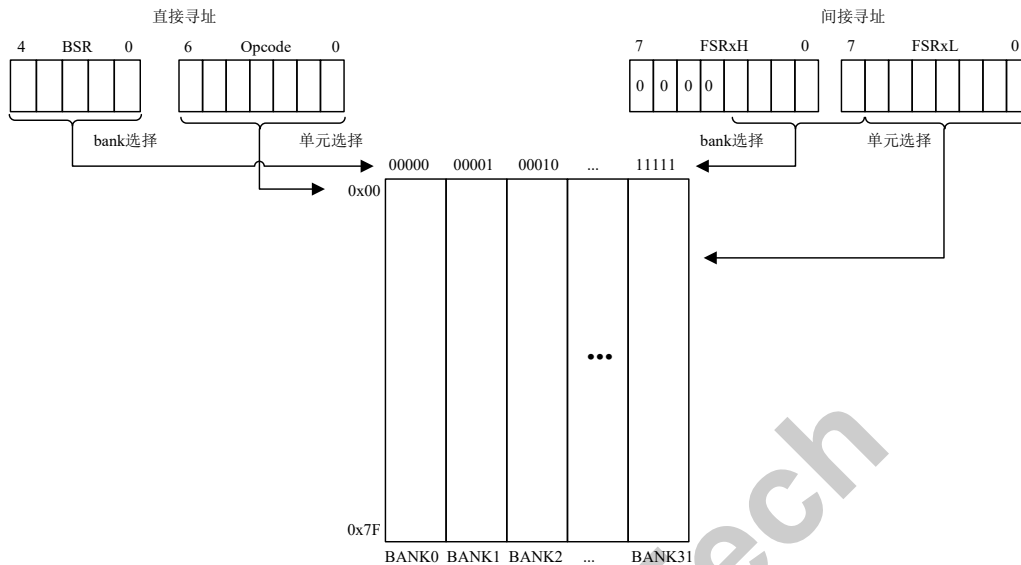 直接寻址 间接寻址
4 BSR 0 6 Opcode 0 7 FSRxH 0 7 FSRxL 0
0 0 0 0
bank选择 单元选择 bank选择 单元选择
00000 00001 00010 ... 11111
0x00
...
0x7F
BANK0 BANK1 BANK2 ... BANK31